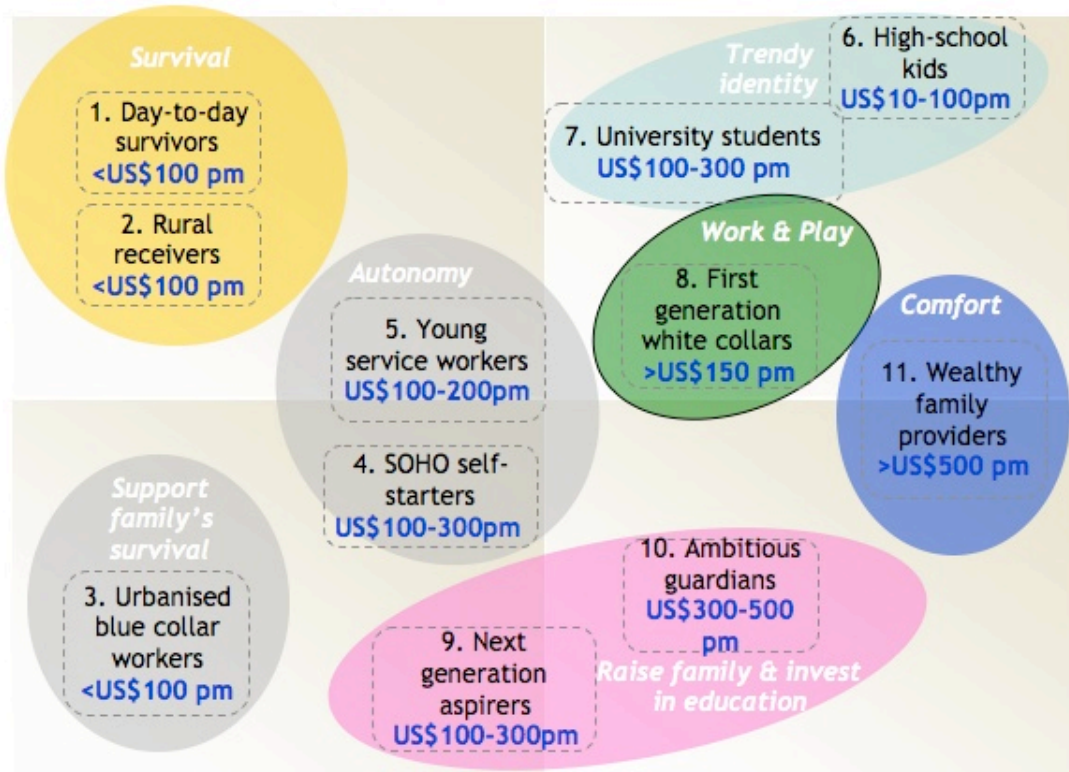 Survival
1. Day-to-day
survivors
<US$100 pm
2. Rural
receivers
<US$100 pm
Trendy
identity
6. High-school
kids
US$10-100pm
7. University students
US$100-300 pm
Work & Play
8. First
generation
white collars
>US$150 pm
Autonomy
5. Young
service workers
US$100-200pm
4. SOHO self-
starters
US$100-300pm
Comfort
11. Wealthy
family
providers
>US$500 pm
Support
family's
survival
3. Urbanised
blue collar
workers
<US$100 pm
10. Ambitious
guardians
US$300-500
pm
9. Next
generation
aspirers
US$100-300pm
Raise family & invest
in education